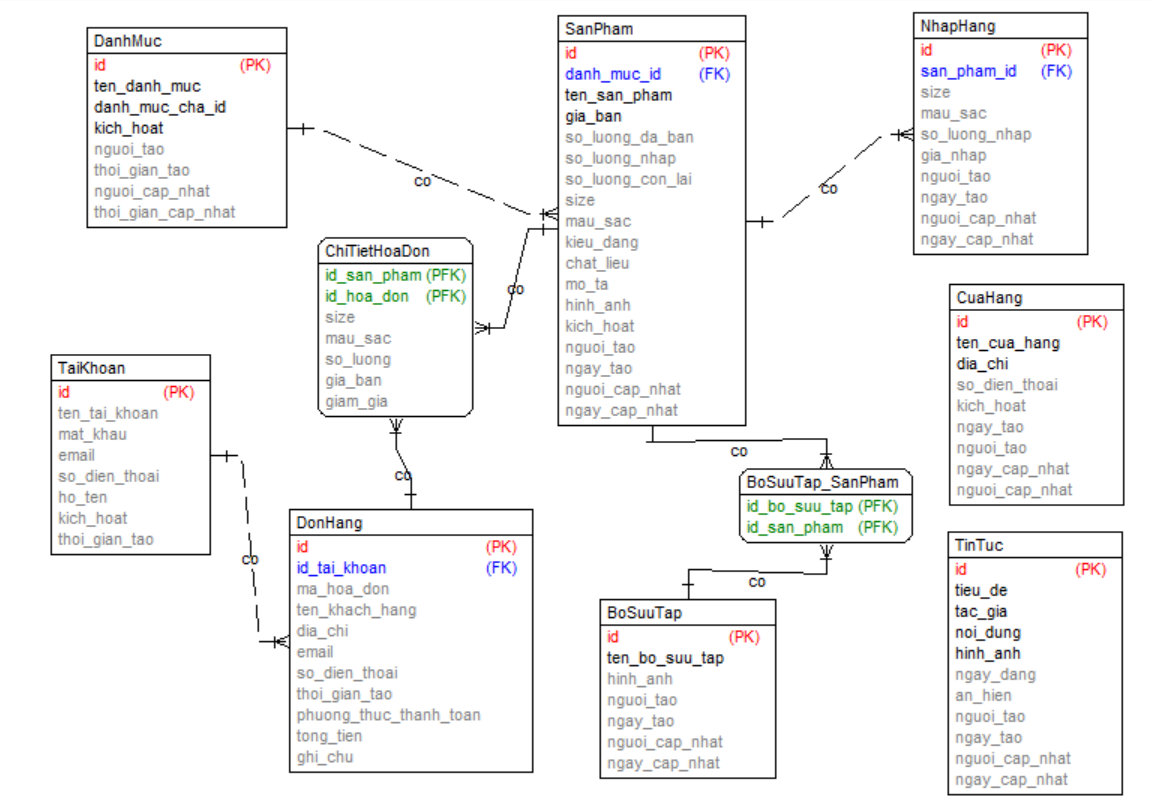 DanhMuc
id (PK)
ten_danh_muc
danh_muc_cha_id
kich_hoat
nguoi_tao
thoi_gian_tao
nguoi_cap_nhat
thoi_gian_cap_nhat
co
SanPham
id (PK)
danh_muc_id (FK)
ten_san_pham
gia_ban
so_luong_da_ban
so_luong_nhap
so_luong_con_lai
size
mau_sac
kieu_dang
chat_lieu
mo_ta
hinh_anh
kich_hoat
nguoi_tao
ngay_tao
nguoi_cap_nhat
ngay_cap_nhat
co
NhapHang
id (PK)
san_pham_id (FK)
size
mau_sac
so_luong_nhap
gia_nhap
nguoi_tao
ngay_tao
nguoi_cap_nhat
ngay_cap_nhat
ChiTietHoaDon
id_san_pham (PFK)
id_hoa_don (PFK)
size
mau_sac
so_luong
gia_ban
giam_gia
co
CuaHang
id (PK)
ten_cua_hang
dia_chi
so_dien_thoai
kich_hoat
ngay_tao
nguoi_tao
ngay_cap_nhat
nguoi_cap_nhat
TaiKhoan
id (PK)
ten_tai_khoan
mat_khau
email
so_dien_thoai
ho_ten
kich_hoat
thoi_gian_tao
co
co
DonHang
id (PK)
id_tai_khoan (FK)
ma_hoa_don
ten_khach_hang
dia_chi
email
so_dien_thoai
thoi_gian_tao
phuong_thuc_thanh_toan
tong_tien
ghi_chu
co
BoSuuTap_SanPham
id_bo_suu_tap (PFK)
id_san_pham (PFK)
co
BoSuuTap
id (PK)
ten_bo_suu_tap
hinh_anh
nguoi_tao
ngay_tao
nguoi_cap_nhat
ngay_cap_nhat
TinTuc
id (PK)
tieu_de
tac_gia
noi_dung
hinh_anh
ngay_dang
an_hien
nguoi_tao
ngay_tao
nguoi_cap_nhat
ngay_cap_nhat